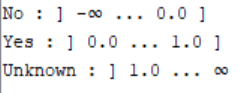 No : ] -∞ ... 0.0 ]
Yes : ] 0.0 ... 1.0 ]
Unknown : ] 1.0 ... ∞